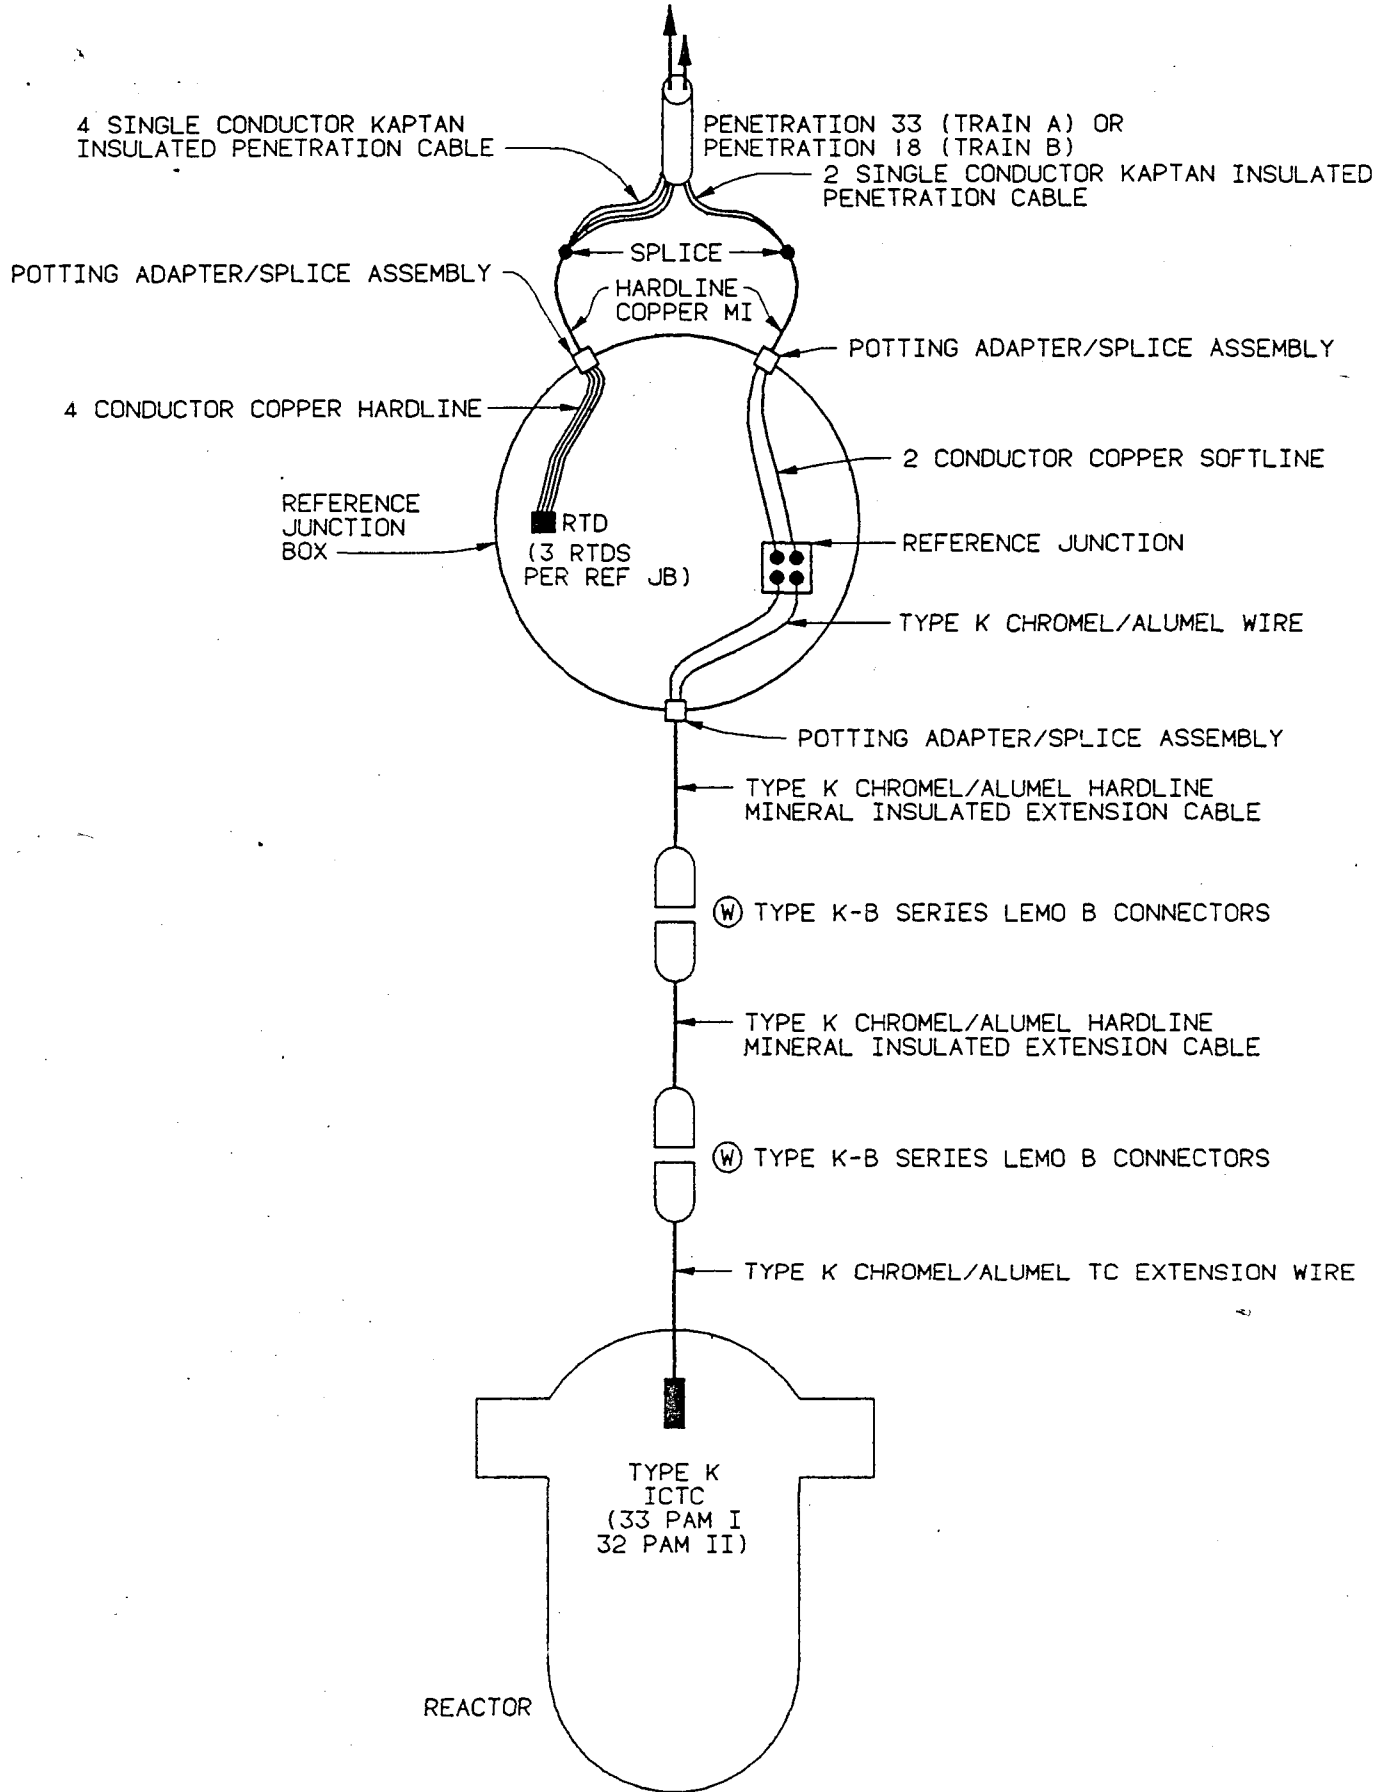 4 SINGLE CONDUCTOR KAPTAN
INSULATED PENETRATION CABLE
PENETRATION 33 (TRAIN A) OR
PENETRATION 18 (TRAIN B)
2 SINGLE CONDUCTOR KAPTAN INSULATED
PENETRATION CABLE
SPLICE
POTTING ADAPTER/SPLICE ASSEMBLY
HARDLINE
COPPER MI
POTTING ADAPTER/SPLICE ASSEMBLY
4 CONDUCTOR COPPER HARDLINE
2 CONDUCTOR COPPER SOFTLINE
REFERENCE
JUNCTION
BOX
RTD
(3 RTDS
PER REF JB)
REFERENCE JUNCTION
TYPE K CHROMEL/ALUMEL WIRE
POTTING ADAPTER/SPLICE ASSEMBLY
TYPE K CHROMEL/ALUMEL HARDLINE
MINERAL INSULATED EXTENSION CABLE
W TYPE K-B SERIES LEMO B CONNECTORS
TYPE K CHROMEL/ALUMEL HARDLINE
MINERAL INSULATED EXTENSION CABLE
W TYPE K-B SERIES LEMO B CONNECTORS
TYPE K CHROMEL/ALUMEL TC EXTENSION WIRE
TYPE K
ICTC
(33 PAM I
32 PAM II)
REACTOR